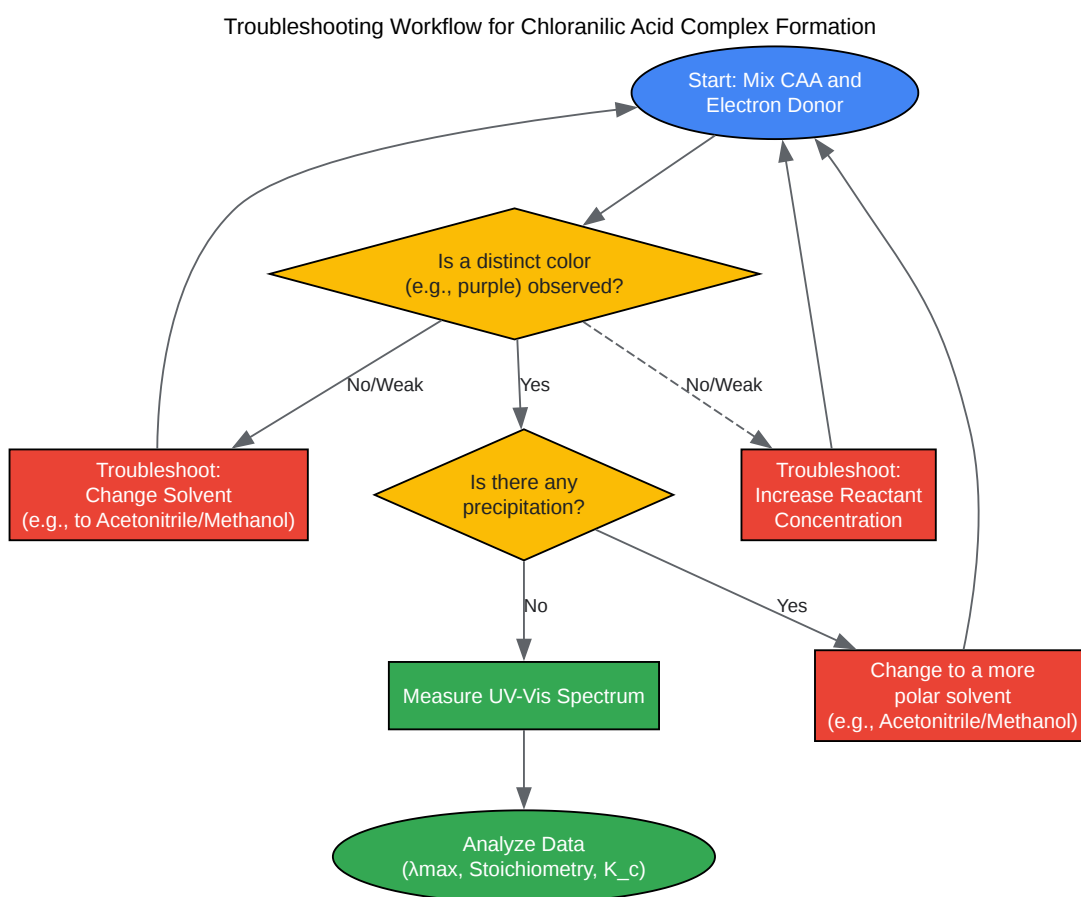 Troubleshooting Workflow for Chloranilic Acid Complex Formation
Start: Mix CAA and
Electron Donor
Is a distinct color
(e.g., purple) observed?
No/Weak
Yes
No/Weak
Troubleshoot:
Change Solvent
(e.g., to Acetonitrile/Methanol)
Is there any
precipitation?
Troubleshoot:
Increase Reactant
Concentration
No
Yes
Measure UV-Vis Spectrum
Change to a more
polar solvent
(e.g., Acetonitrile/Methanol)
Analyze Data
(λmax, Stoichiometry, K_c)